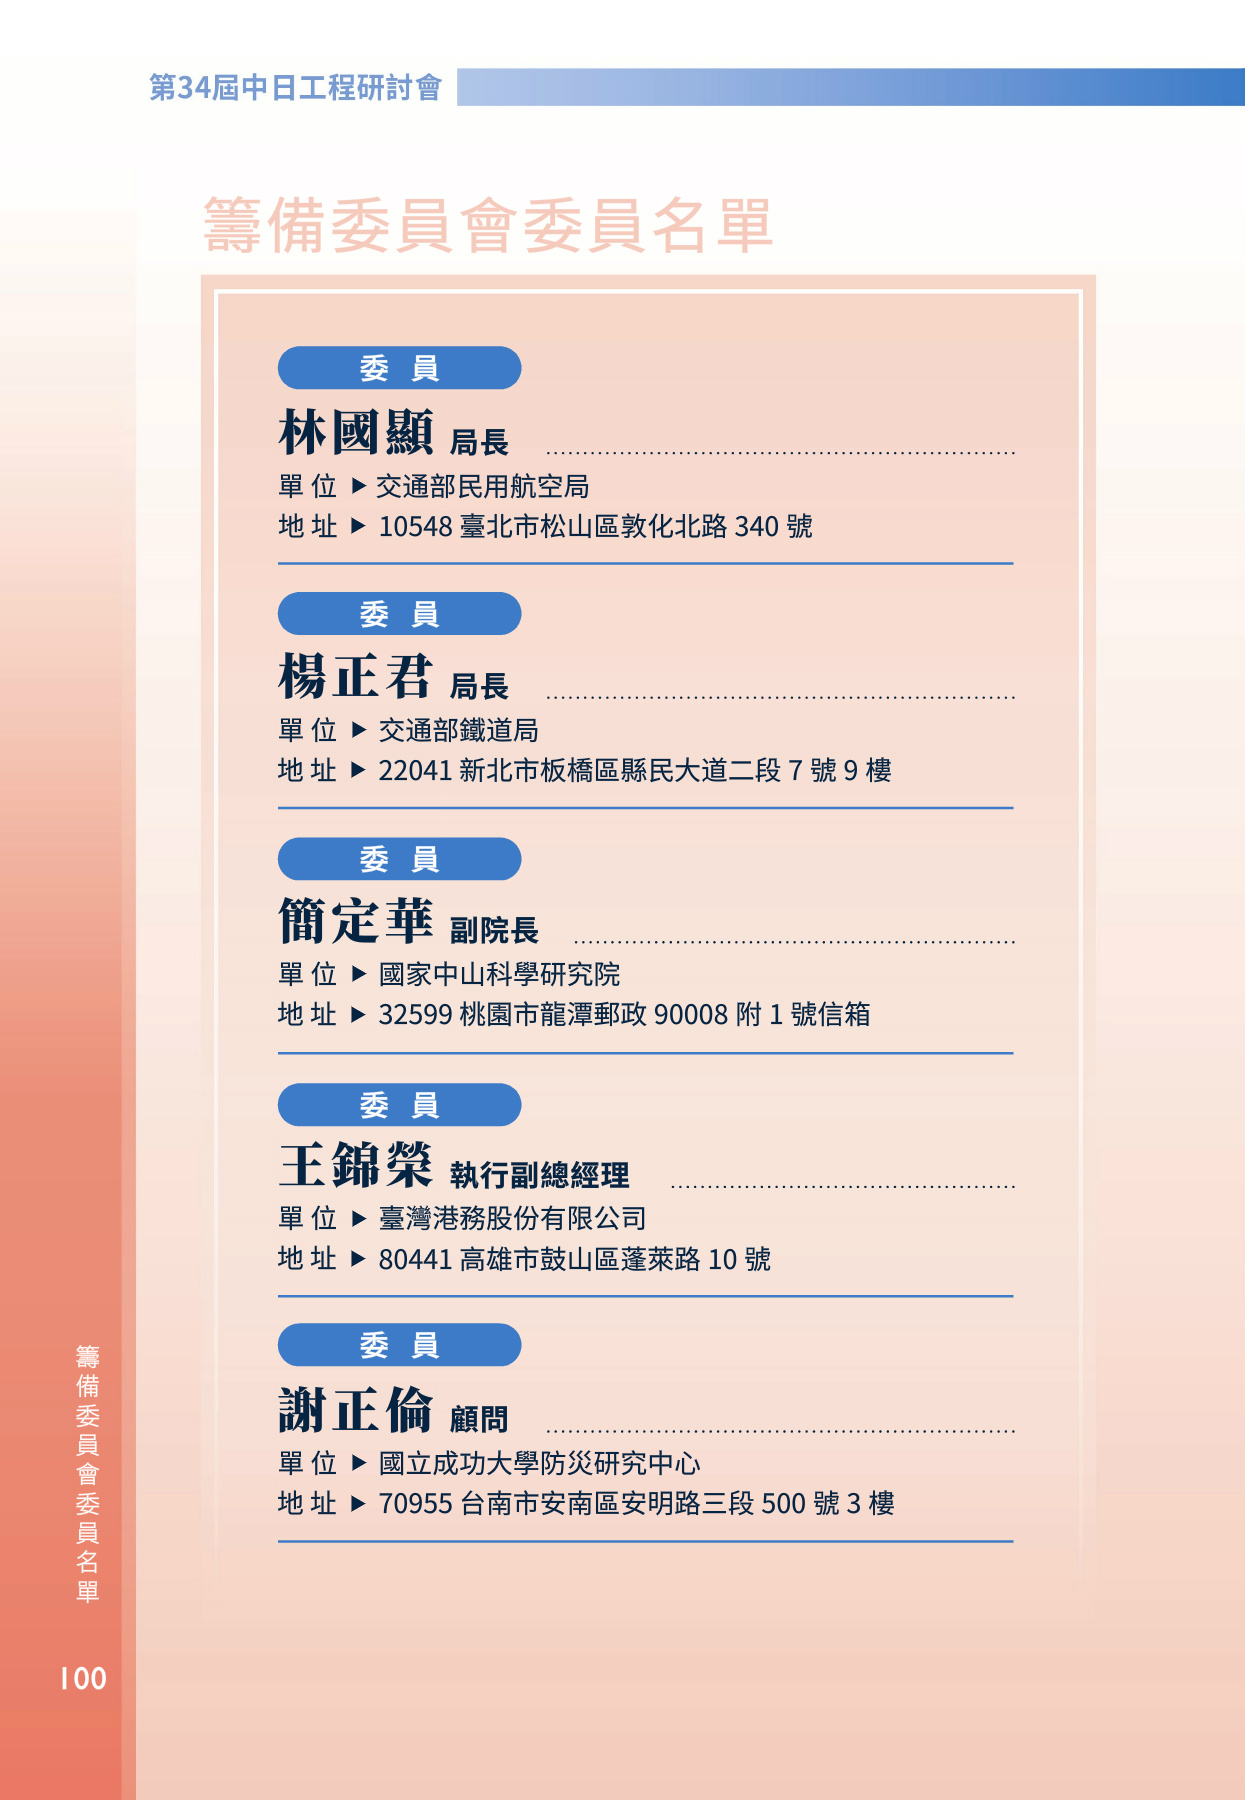 第34屆中日工程研討會
籌備委員會委員名單
委 員
林國顯 局長
單 位 ▶ 交通部民用航空局
地 址 ▶ 10548 臺北市松山區敦化北路 340 號
委 員
楊正君 局長
單 位 ▶ 交通部鐵道局
地 址 ▶ 22041 新北市板橋區縣民大道二段 7 號 9 樓
委 員
簡定華 副院長
單 位 ▶ 國家中山科學研究院
地 址 ▶ 32599 桃園市龍潭郵政 90008 附 1 號信箱
委 員
王錦榮 執行副總經理
單 位 ▶ 臺灣港務股份有限公司
地 址 ▶ 80441 高雄市鼓山區蓬萊路 10 號
委 員
謝正倫 顧問
單 位 ▶ 國立成功大學防災研究中心
地 址 ▶ 70955 台南市安南區安明路三段 500 號 3 樓
籌備委員會委員名單
100